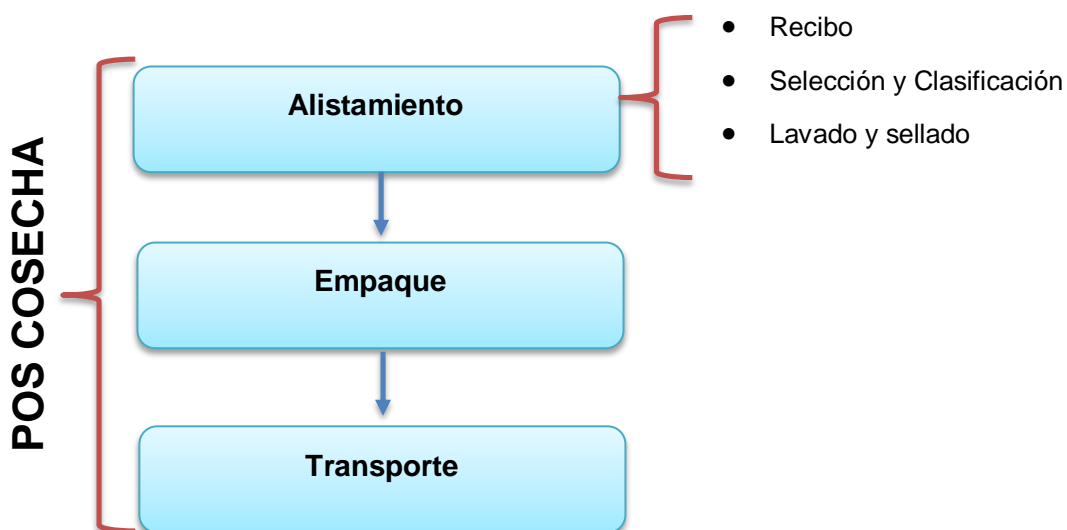 POS COSECHA
Alistamiento
• Recibo
• Selección y Clasificación
• Lavado y sellado
Empaque
Transporte